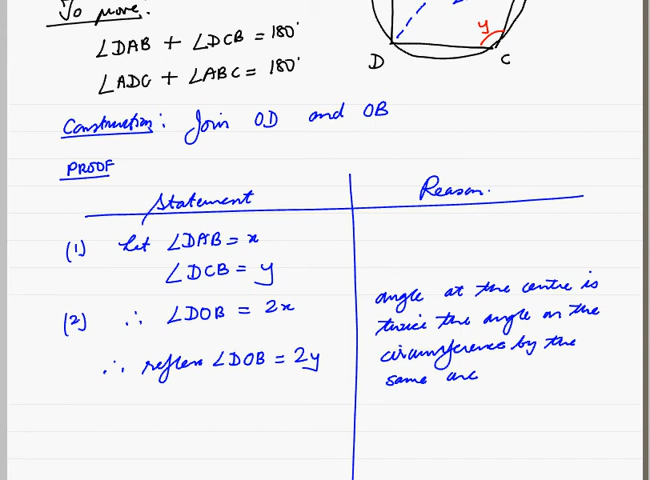 To prove:
∠DAB + ∠DCB = 180°
∠ADC + ∠ABC = 180°
y
D
C
Construction: Join OD and OB
PROOF
Statement
Reason.
(1) Let ∠DAB = x
∠DCB = y
(2) ∴ ∠DOB = 2x
∴ reflex ∠DOB = 2y
angle at the centre is
twice the angle on the
circumference by the
same arc